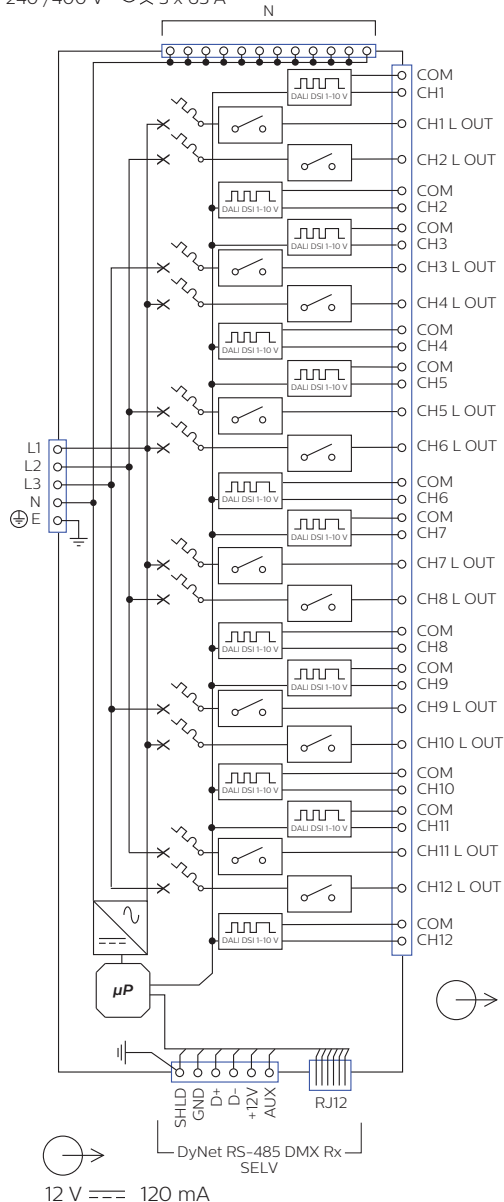 240 /400 V 3 x 63 A
N
COM
CH1
DALI DSI 1-10 V
CH1 L OUT
CH2 L OUT
COM
CH2
DALI DSI 1-10 V
COM
CH3
DALI DSI 1-10 V
CH3 L OUT
CH4 L OUT
COM
CH4
DALI DSI 1-10 V
COM
CH5
DALI DSI 1-10 V
CH5 L OUT
L1
CH6 L OUT
L2
L3
COM
N
CH6
DALI DSI 1-10 V
E
COM
CH7
DALI DSI 1-10 V
CH7 L OUT
CH8 L OUT
COM
CH8
DALI DSI 1-10 V
COM
CH9
DALI DSI 1-10 V
CH9 L OUT
CH10 L OUT
COM
CH10
DALI DSI 1-10 V
COM
CH11
DALI DSI 1-10 V
CH11 L OUT
CH12 L OUT
COM
CH12
DALI DSI 1-10 V
µP
SHLD
GND
D+
D-
+12V
AUX
RJ12
DyNet RS-485 DMX Rx
SELV
12 V 120 mA